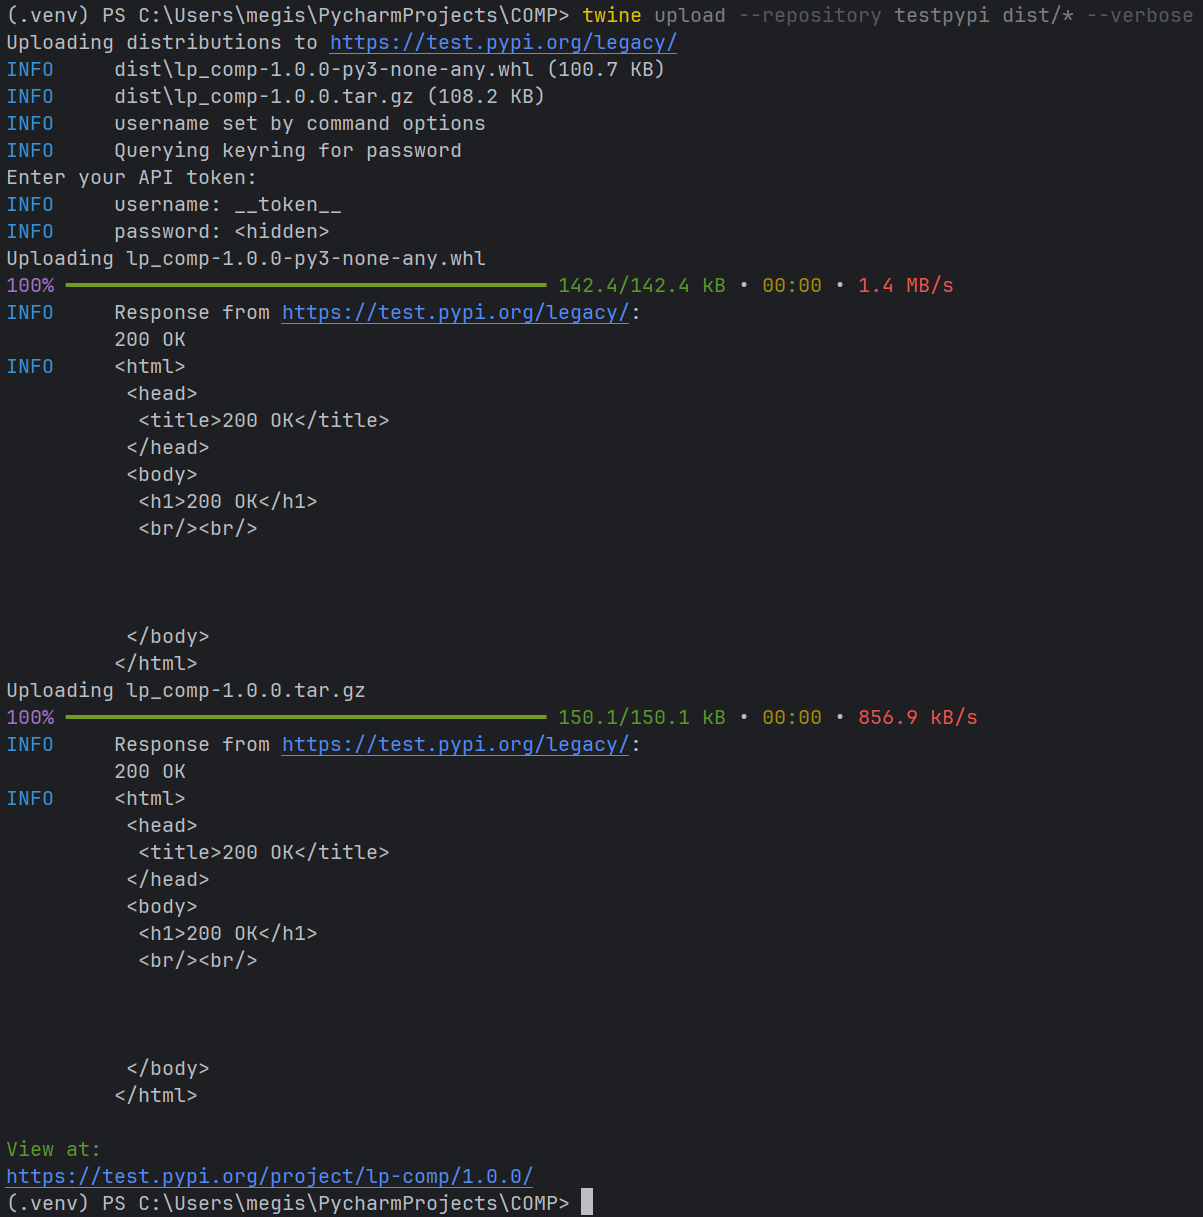 (.venv) PS C:\Users\megis\PycharmProjects\COMP> twine upload --repository testpypi dist/* --verbose
Uploading distributions to https://test.pypi.org/legacy/
INFO     dist\lp_comp-1.0.0-py3-none-any.whl (100.7 KB)
INFO     dist\lp_comp-1.0.0.tar.gz (108.2 KB)
INFO     username set by command options
INFO     Querying keyring for password
Enter your API token:
INFO     username: __token__
INFO     password: <hidden>
Uploading lp_comp-1.0.0-py3-none-any.whl
100% 142.4/142.4 kB • 00:00 • 1.4 MB/s
INFO     Response from https://test.pypi.org/legacy/:
         200 OK
INFO     <html>
          <head>
           <title>200 OK</title>
          </head>
          <body>
           <h1>200 OK</h1>
           <br/><br/>
          </body>
         </html>
Uploading lp_comp-1.0.0.tar.gz
100% 150.1/150.1 kB • 00:00 • 856.9 kB/s
INFO     Response from https://test.pypi.org/legacy/:
         200 OK
INFO     <html>
          <head>
           <title>200 OK</title>
          </head>
          <body>
           <h1>200 OK</h1>
           <br/><br/>
          </body>
         </html>
View at:
https://test.pypi.org/project/lp-comp/1.0.0/
(.venv) PS C:\Users\megis\PycharmProjects\COMP>